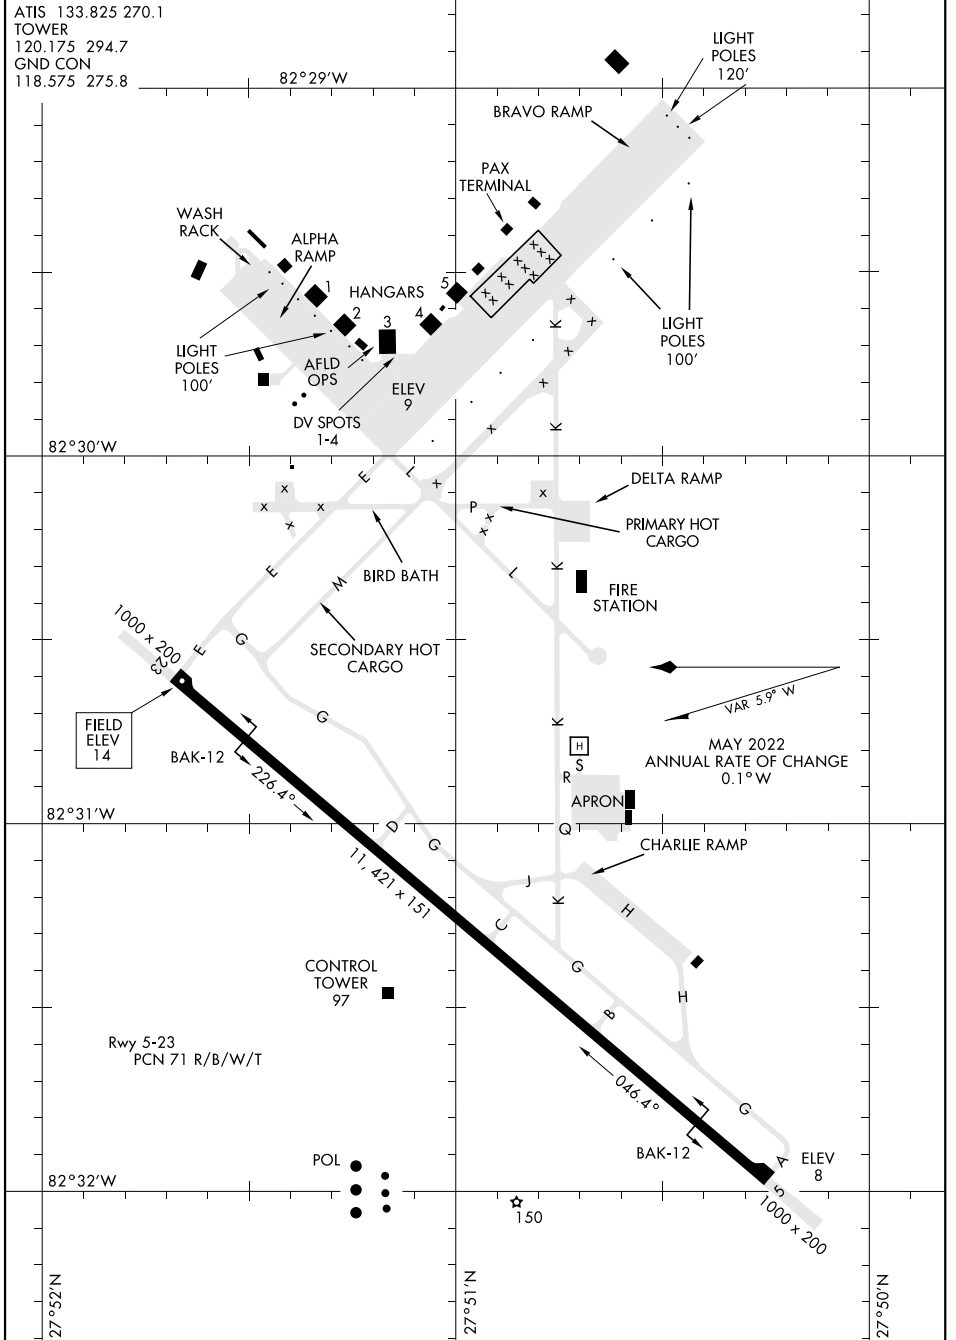 ATIS 133.825 270.1
TOWER
120.175 294.7
GND CON
118.575 275.8
82°29'W
LIGHT
POLES
120'
BRAVO RAMP
PAX
TERMINAL
WASH
RACK
ALPHA
RAMP
HANGARS
1
2
3
4
5
LIGHT
POLES
100'
AFLD
OPS
ELEV
9
DV SPOTS
1-4
LIGHT
POLES
100'
K
x x x x x x x x x x
x
x
x
x
x
K
82°30'W
E
L
x
x
x
x
x
P
x
x
x
DELTA RAMP
PRIMARY HOT
CARGO
BIRD BATH
E
M
L
K
FIRE
STATION
SECONDARY HOT
CARGO
1000 x 200
23
E
G
G
FIELD
ELEV
14
BAK-12
226.4°
K
H
S
R
APRON
Q
VAR 5.9° W
MAY 2022
ANNUAL RATE OF CHANGE
0.1° W
82°31'W
D
G
11, 421 x 151
J
C
K
CHARLIE RAMP
H
G
H
B
CONTROL
TOWER
97
Rwy 5-23
PCN 71 R/B/W/T
046.4°
G
BAK-12
A
ELEV
8
5
1000 x 200
POL
82°32'W
150
27°52'N
27°51'N
27°50'N